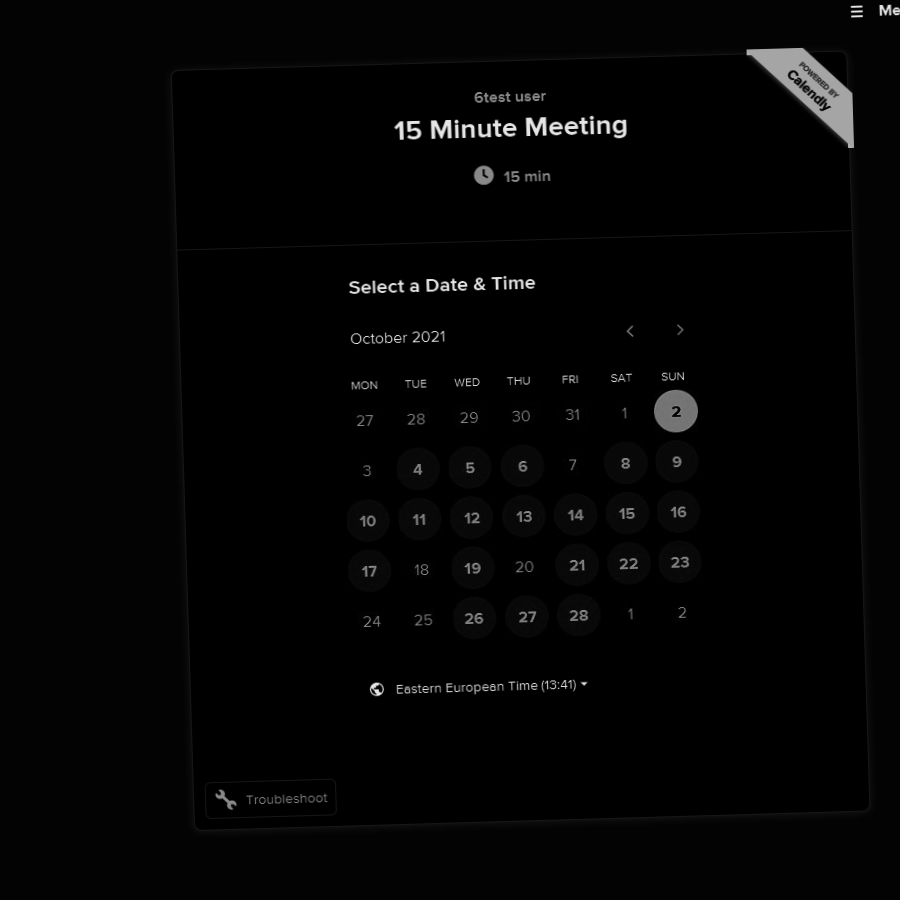 ☰ Me
POWERED BY
Calendly
6test user
15 Minute Meeting
15 min
Select a Date & Time
October 2021
MON TUE WED THU FRI SAT SUN
27 28 29 30 31 1 2
3 4 5 6 7 8 9
10 11 12 13 14 15 16
17 18 19 20 21 22 23
24 25 26 27 28 1 2
Eastern European Time (13:41)
Troubleshoot